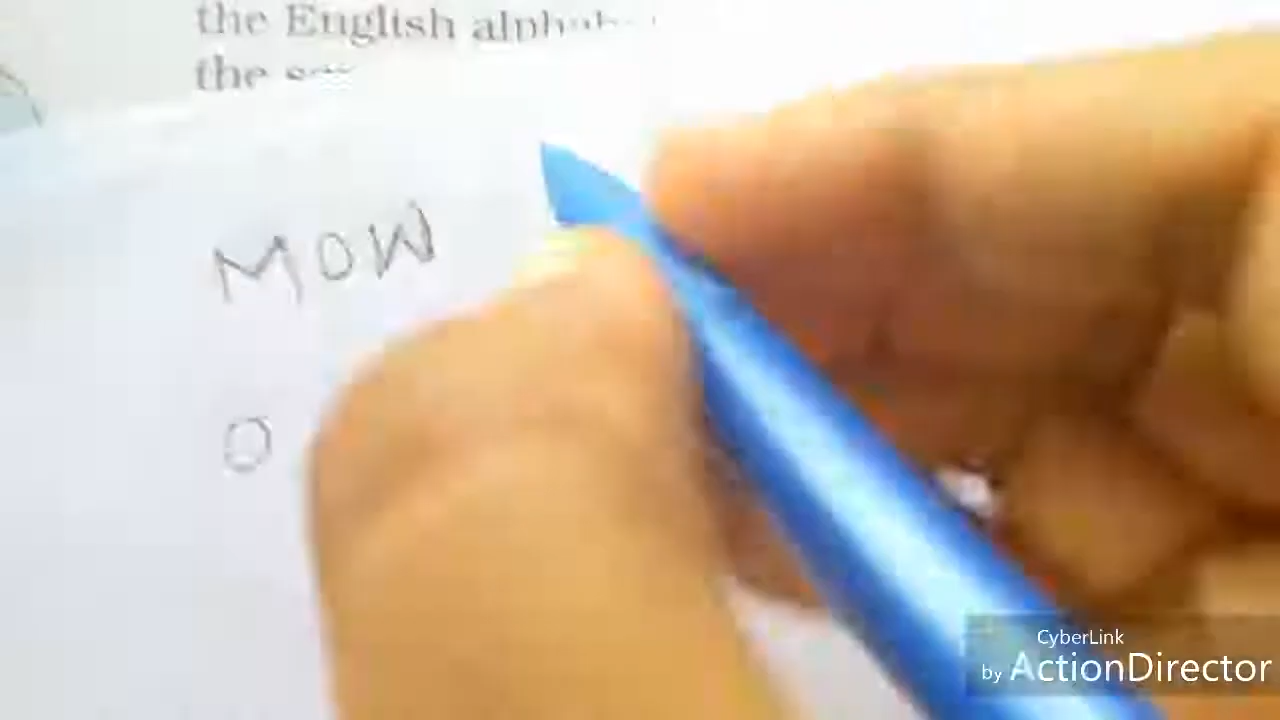 the English
the
MOW
O
CyberLink
by ActionDirector